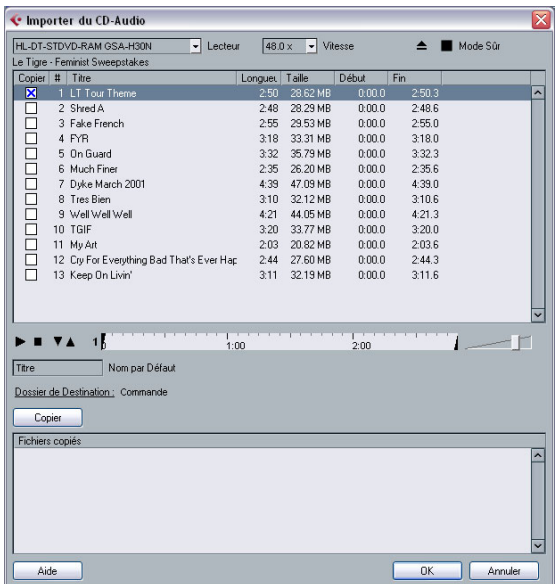 Importer du CD-Audio
HL-DT-STDVD-RAM GSA-H30N Lecteur 48.0 x Vitesse Mode Sûr
Le Tigre - Feminist Sweepstakes
Copier # Titre Longueu Taille Début Fin
1 LT Tour Theme 2:50 28.62 MB 0:00.0 2:50.3
2 Shred A 2:48 28.29 MB 0:00.0 2:48.6
3 Fake French 2:55 29.53 MB 0:00.0 2:55.0
4 FYR 3:18 33.31 MB 0:00.0 3:18.0
5 On Guard 3:32 35.79 MB 0:00.0 3:32.3
6 Much Finer 2:35 26.20 MB 0:00.0 2:35.6
7 Dyke March 2001 4:39 47.09 MB 0:00.0 4:39.0
8 Tres Bien 3:10 32.12 MB 0:00.0 3:10.6
9 Well Well Well 4:21 44.05 MB 0:00.0 4:21.3
10 TGIF 3:20 33.77 MB 0:00.0 3:20.0
11 My Art 2:03 20.82 MB 0:00.0 2:03.6
12 Cry For Everything Bad That's Ever Hap 2:44 27.60 MB 0:00.0 2:44.3
13 Keep On Livin' 3:11 32.19 MB 0:00.0 3:11.6
1 1:00 2:00
Titre Nom par Défaut
Dossier de Destination : Commande
Copier
Fichiers copiés
Aide OK Annuler